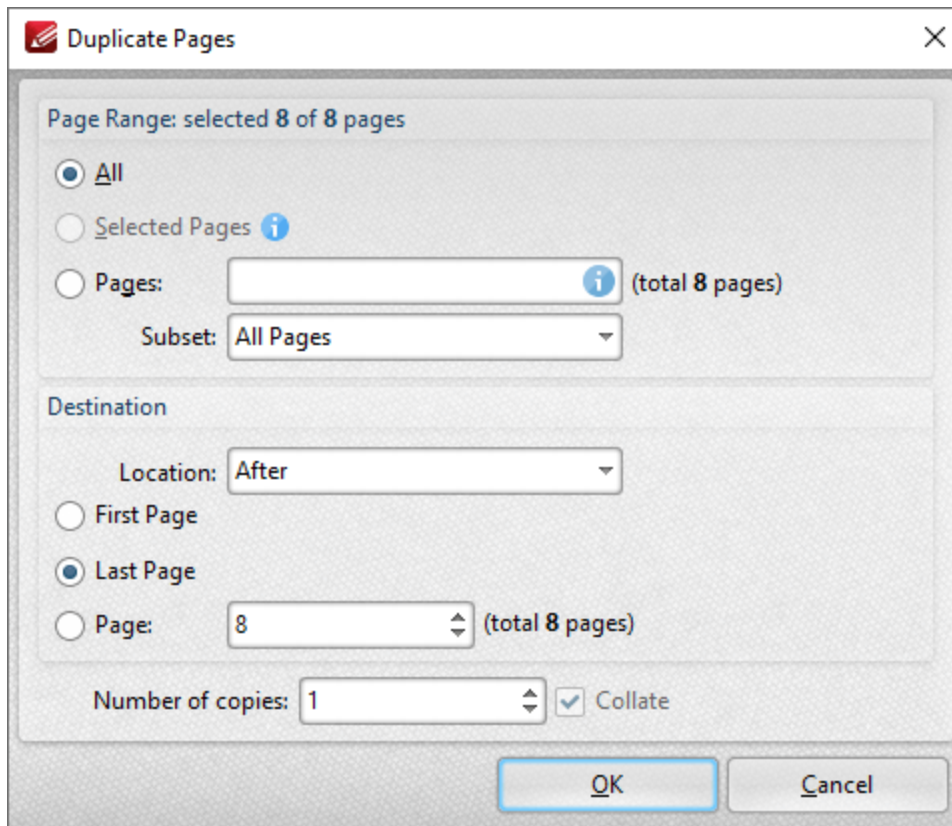 Duplicate Pages
Page Range: selected 8 of 8 pages
All
Selected Pages i
Pages: i (total 8 pages)
Subset: All Pages
Destination
Location: After
First Page
Last Page
Page: 8 (total 8 pages)
Number of copies: 1 Collate
OK Cancel